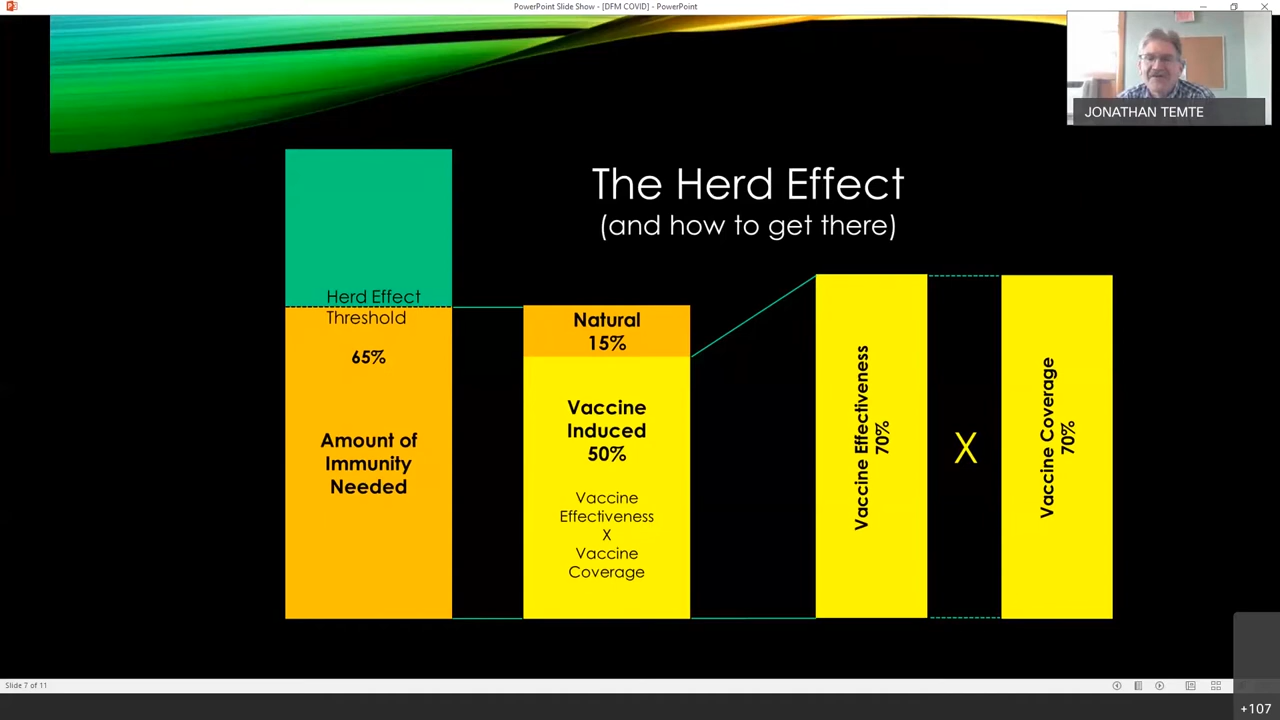 PowerPoint Slide Show - [DFM COVID] - PowerPoint
JONATHAN TEMTE
The Herd Effect
(and how to get there)
Herd Effect
Threshold
65%
Amount of
Immunity
Needed
Natural
15%
Vaccine
Induced
50%
Vaccine
Effectiveness
X
Vaccine
Coverage
Vaccine Effectiveness
70%
X
Vaccine Coverage
70%
Slide 7 of 11
+107